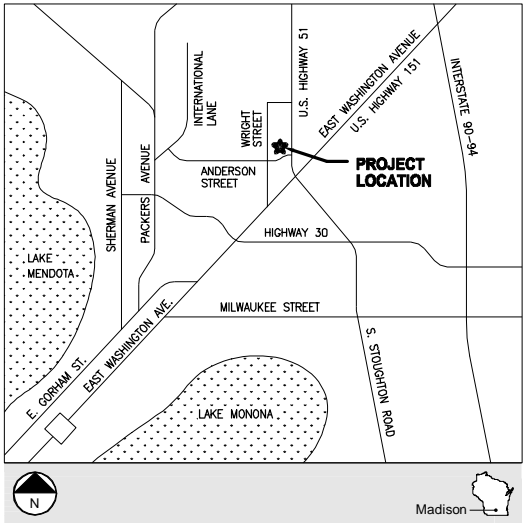 U.S. HIGHWAY 51
EAST WASHINGTON AVENUE
U.S. HIGHWAY 151
INTERSTATE 90-94
INTERNATIONAL
LANE
WRIGHT
STREET
SHERMAN AVENUE
PACKERS AVENUE
ANDERSON
STREET
PROJECT
LOCATION
HIGHWAY 30
LAKE
MENDOTA
MILWAUKEE STREET
EAST WASHINGTON AVE.
E. GORHAM ST.
S. STOUGHTON ROAD
LAKE MONONA
N
Madison